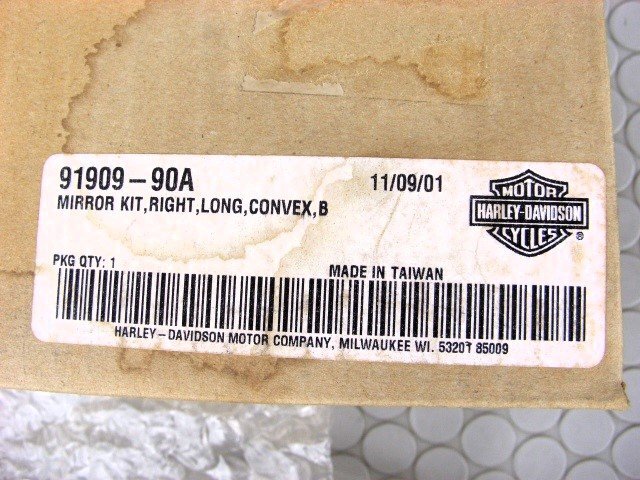 91909-90A 11/09/01
MIRROR KIT,RIGHT,LONG,CONVEX,B
MOTOR
HARLEY-DAVIDSON
CYCLES
®
PKG QTY: 1 MADE IN TAIWAN
HARLEY-DAVIDSON MOTOR COMPANY, MILWAUKEE WI. 53201 85009